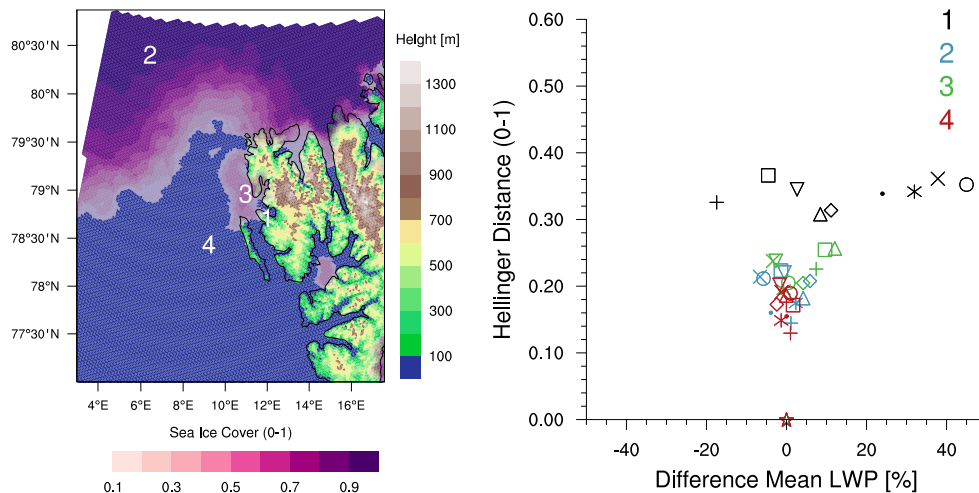 80°30'N
80°N
79°30'N
79°N
78°30'N
78°N
77°30'N
4°E 6°E 8°E 10°E 12°E 14°E 16°E
2
3
1
4
Height [m]
1300
1100
900
700
500
300
100
Sea Ice Cover (0-1)
0.1 0.3 0.5 0.7 0.9
Hellinger Distance (0-1)
0.60
0.50
0.40
0.30
0.20
0.10
0.00
-40 -20 0 20 40
Difference Mean LWP [%]
1
2
3
4